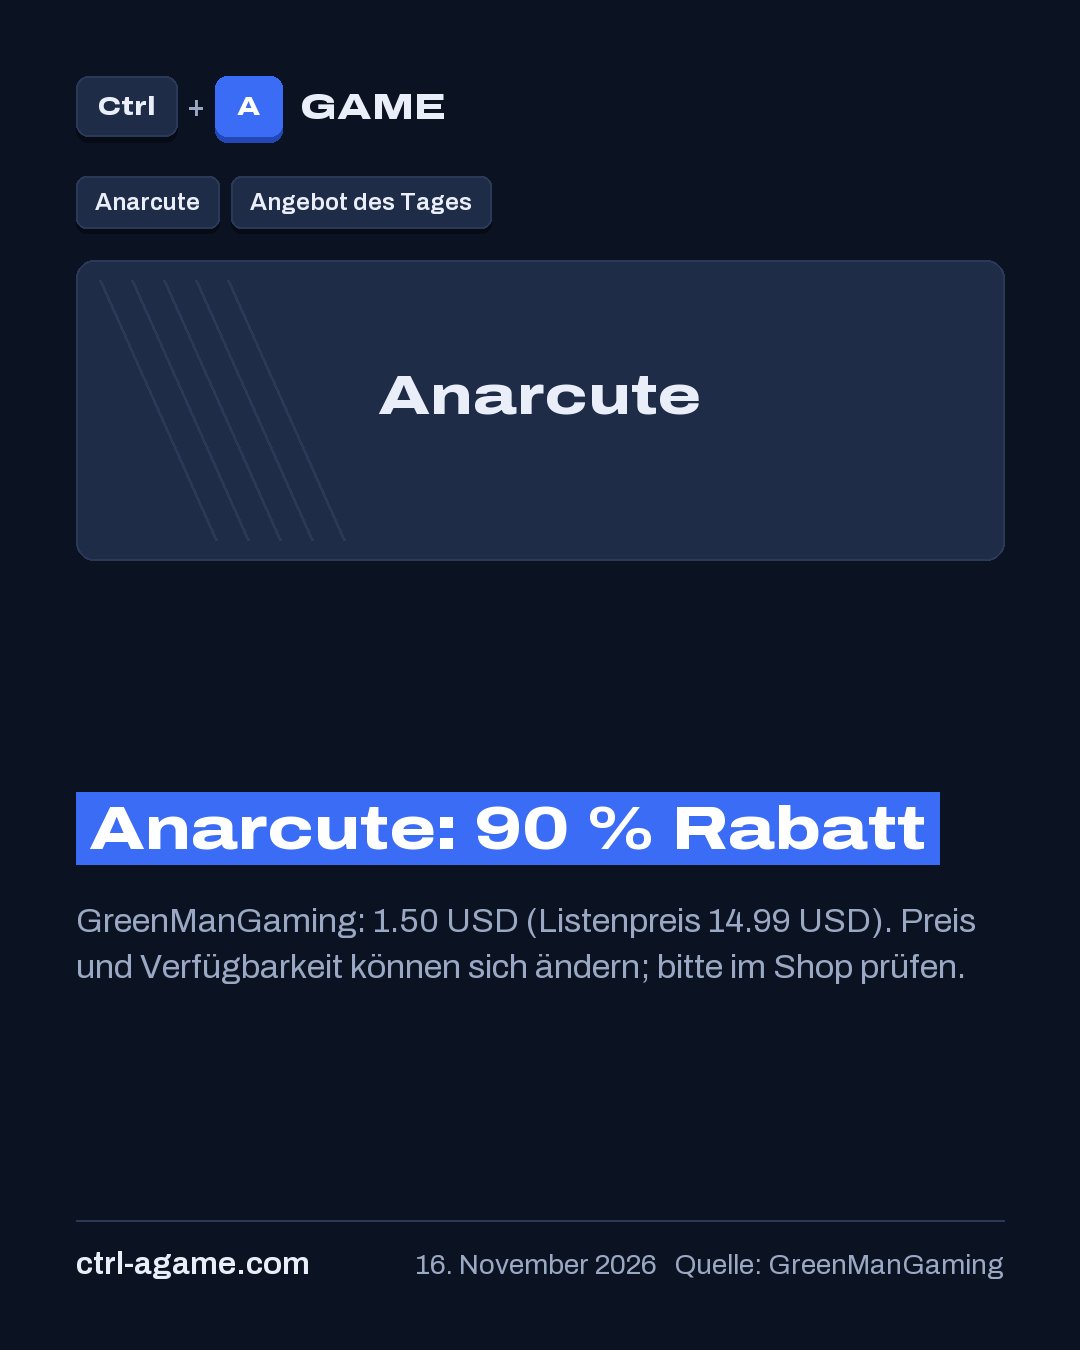 Ctrl + A GAME
Anarcute Angebot des Tages
Anarcute
Anarcute: 90 % Rabatt
GreenManGaming: 1.50 USD (Listenpreis 14.99 USD). Preis
und Verfügbarkeit können sich ändern; bitte im Shop prüfen.
ctrl-agame.com 16. November 2026 Quelle: GreenManGaming